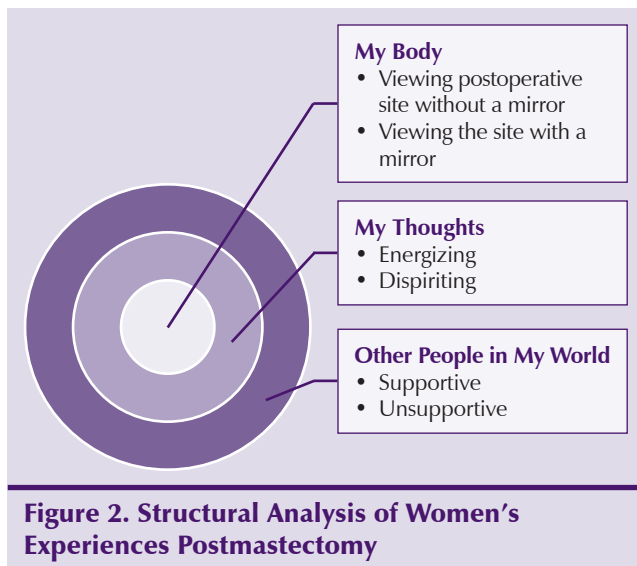 My Body
• Viewing postoperative
site without a mirror
• Viewing the site with a
mirror
My Thoughts
• Energizing
• Dispiriting
Other People in My World
• Supportive
• Unsupportive
Figure 2. Structural Analysis of Women’s
Experiences Postmastectomy